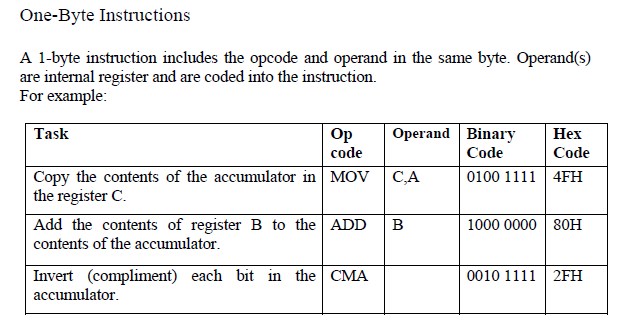 One-Byte Instructions
A 1-byte instruction includes the opcode and operand in the same byte. Operand(s)
are internal register and are coded into the instruction.
For example:
Task Op code Operand Binary Code Hex Code
Copy the contents of the accumulator in the register C. MOV C,A 0100 1111 4FH
Add the contents of register B to the contents of the accumulator. ADD B 1000 0000 80H
Invert (compliment) each bit in the accumulator. CMA 0010 1111 2FH